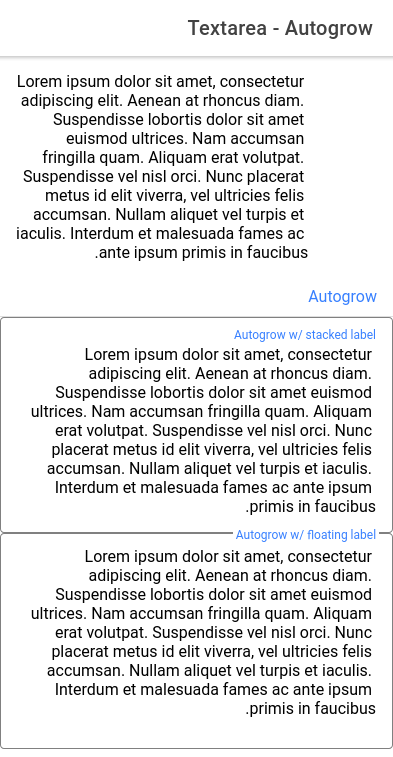 Textarea - Autogrow
Lorem ipsum dolor sit amet, consectetur
adipiscing elit. Aenean at rhoncus diam.
Suspendisse lobortis dolor sit amet
euismod ultrices. Nam accumsan
fringilla quam. Aliquam erat volutpat.
Suspendisse vel nisl orci. Nunc placerat
metus id elit viverra, vel ultricies felis
accumsan. Nullam aliquet vel turpis et
iaculis. Interdum et malesuada fames ac
.ante ipsum primis in faucibus
Autogrow
Autogrow w/ stacked label
Lorem ipsum dolor sit amet, consectetur
adipiscing elit. Aenean at rhoncus diam.
Suspendisse lobortis dolor sit amet euismod
ultrices. Nam accumsan fringilla quam. Aliquam
erat volutpat. Suspendisse vel nisl orci. Nunc
placerat metus id elit viverra, vel ultricies felis
accumsan. Nullam aliquet vel turpis et iaculis.
Interdum et malesuada fames ac ante ipsum
.primis in faucibus
Autogrow w/ floating label
Lorem ipsum dolor sit amet, consectetur
adipiscing elit. Aenean at rhoncus diam.
Suspendisse lobortis dolor sit amet euismod
ultrices. Nam accumsan fringilla quam. Aliquam
erat volutpat. Suspendisse vel nisl orci. Nunc
placerat metus id elit viverra, vel ultricies felis
accumsan. Nullam aliquet vel turpis et iaculis.
Interdum et malesuada fames ac ante ipsum
.primis in faucibus